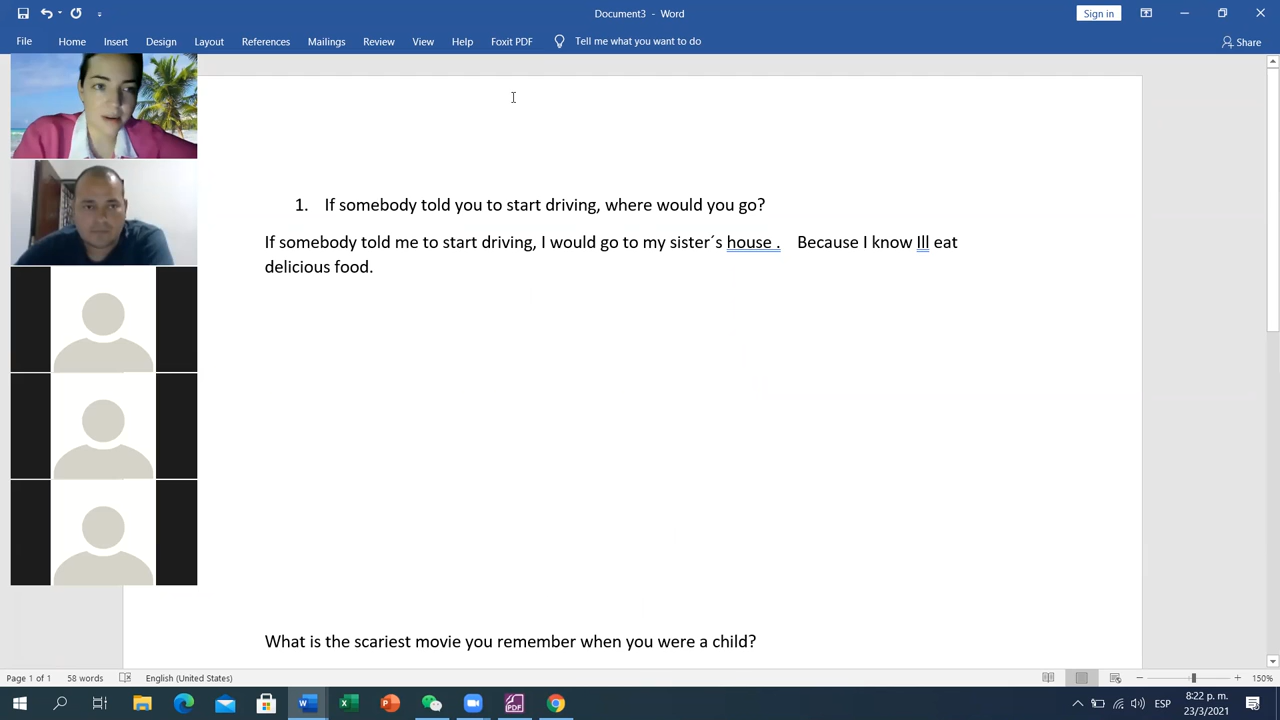 Document3 - Word
Sign in
File Home Insert Design Layout References Mailings Review View Help Foxit PDF Tell me what you want to do Share
1. If somebody told you to start driving, where would you go?
If somebody told me to start driving, I would go to my sister´s house . Because I know Ill eat
delicious food.
What is the scariest movie you remember when you were a child?
Page 1 of 1 58 words English (United States) 150%
ESP 8:22 p. m.
23/3/2021